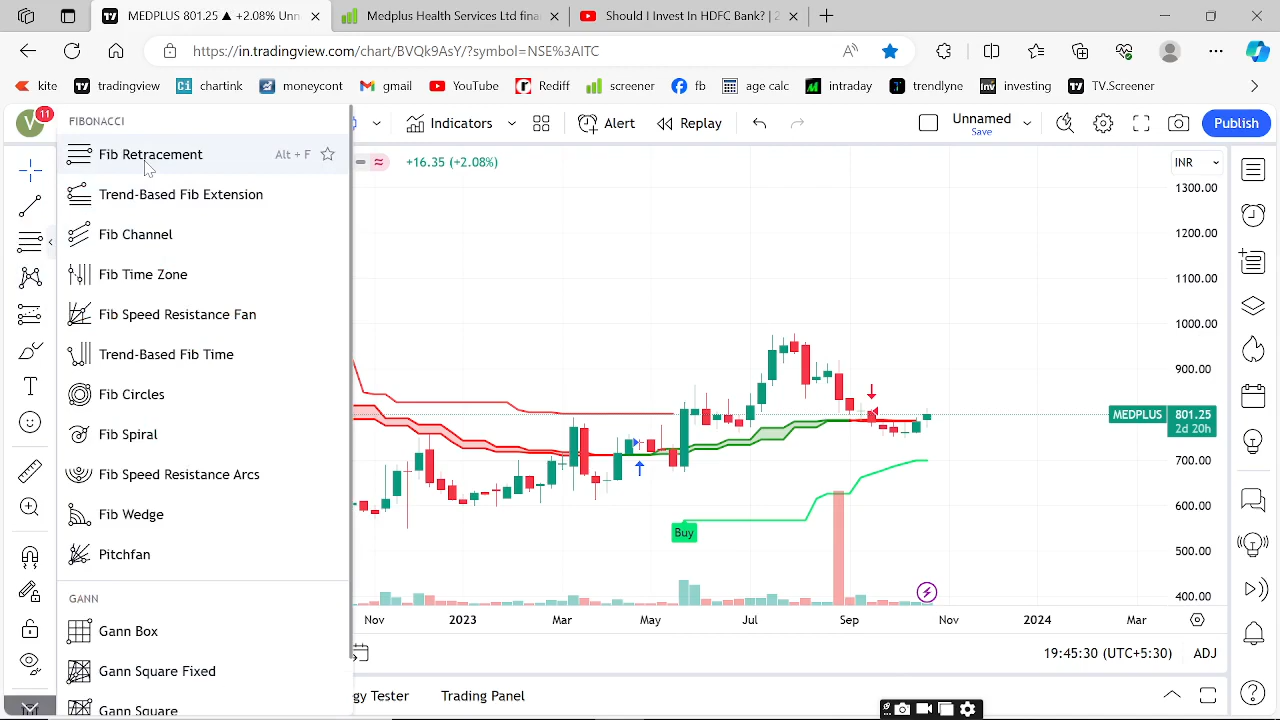 MEDPLUS 801.25 ▲ +2.08% Unn
Medplus Health Services Ltd fina
Should I Invest In HDFC Bank? | 2
https://in.tradingview.com/chart/BVQk9AsY/?symbol=NSE%3AITC
kite
tradingview
chartink
moneycont
gmail
YouTube
Rediff
screener
fb
age calc
intraday
trendlyne
investing
TV.Screener
V
11
Indicators
Alert
Replay
Unnamed
Save
Publish
FIBONACCI
Fib Retracement
Alt + F
Trend-Based Fib Extension
Fib Channel
Fib Time Zone
Fib Speed Resistance Fan
Trend-Based Fib Time
Fib Circles
Fib Spiral
Fib Speed Resistance Arcs
Fib Wedge
Pitchfan
GANN
Gann Box
Gann Square Fixed
Gann Square
+16.35 (+2.08%)
INR
1300.00
1200.00
1100.00
1000.00
900.00
MEDPLUS 801.25
2d 20h
700.00
600.00
500.00
400.00
Buy
Nov 2023 Mar May Jul Sep Nov 2024 Mar
19:45:30 (UTC+5:30)
ADJ
gy Tester
Trading Panel